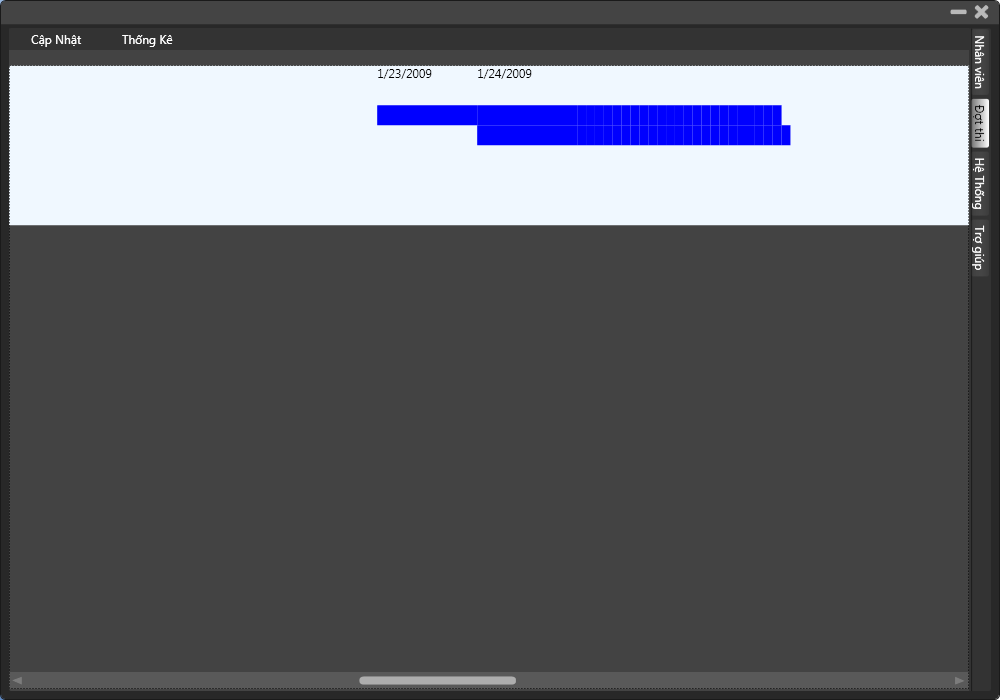 Cập Nhật Thống Kê
1/23/2009 1/24/2009
Nhân viên
Đợt thi
Hệ Thống
Trợ giúp